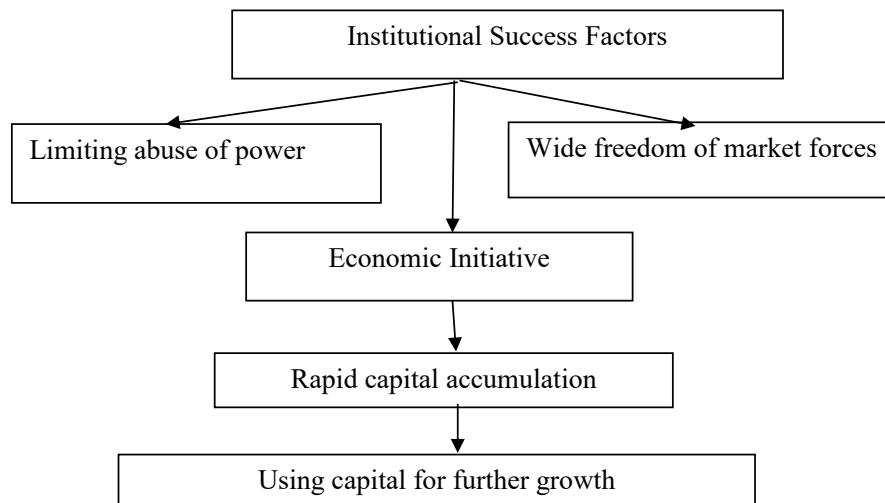 Institutional Success Factors
Limiting abuse of power
Wide freedom of market forces
Economic Initiative
Rapid capital accumulation
Using capital for further growth